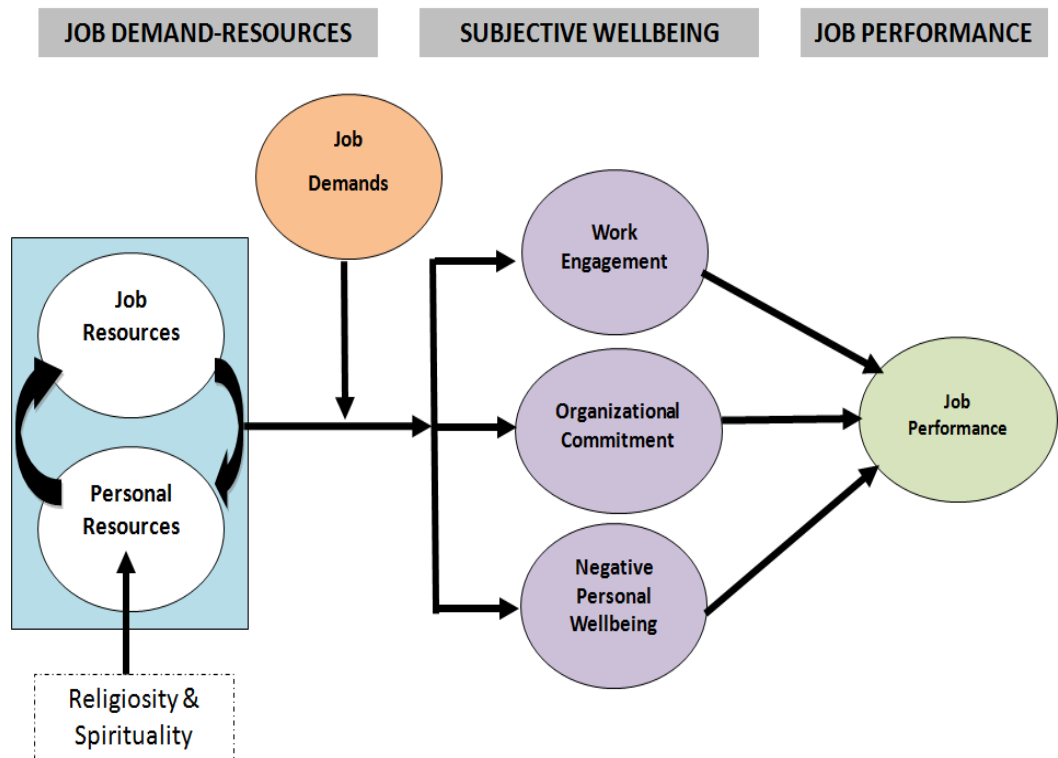 JOB DEMAND-RESOURCES
SUBJECTIVE WELLBEING
JOB PERFORMANCE
Job
Demands
Job
Resources
Personal
Resources
Religiosity &
Spirituality
Work
Engagement
Organizational
Commitment
Negative
Personal
Wellbeing
Job
Performance